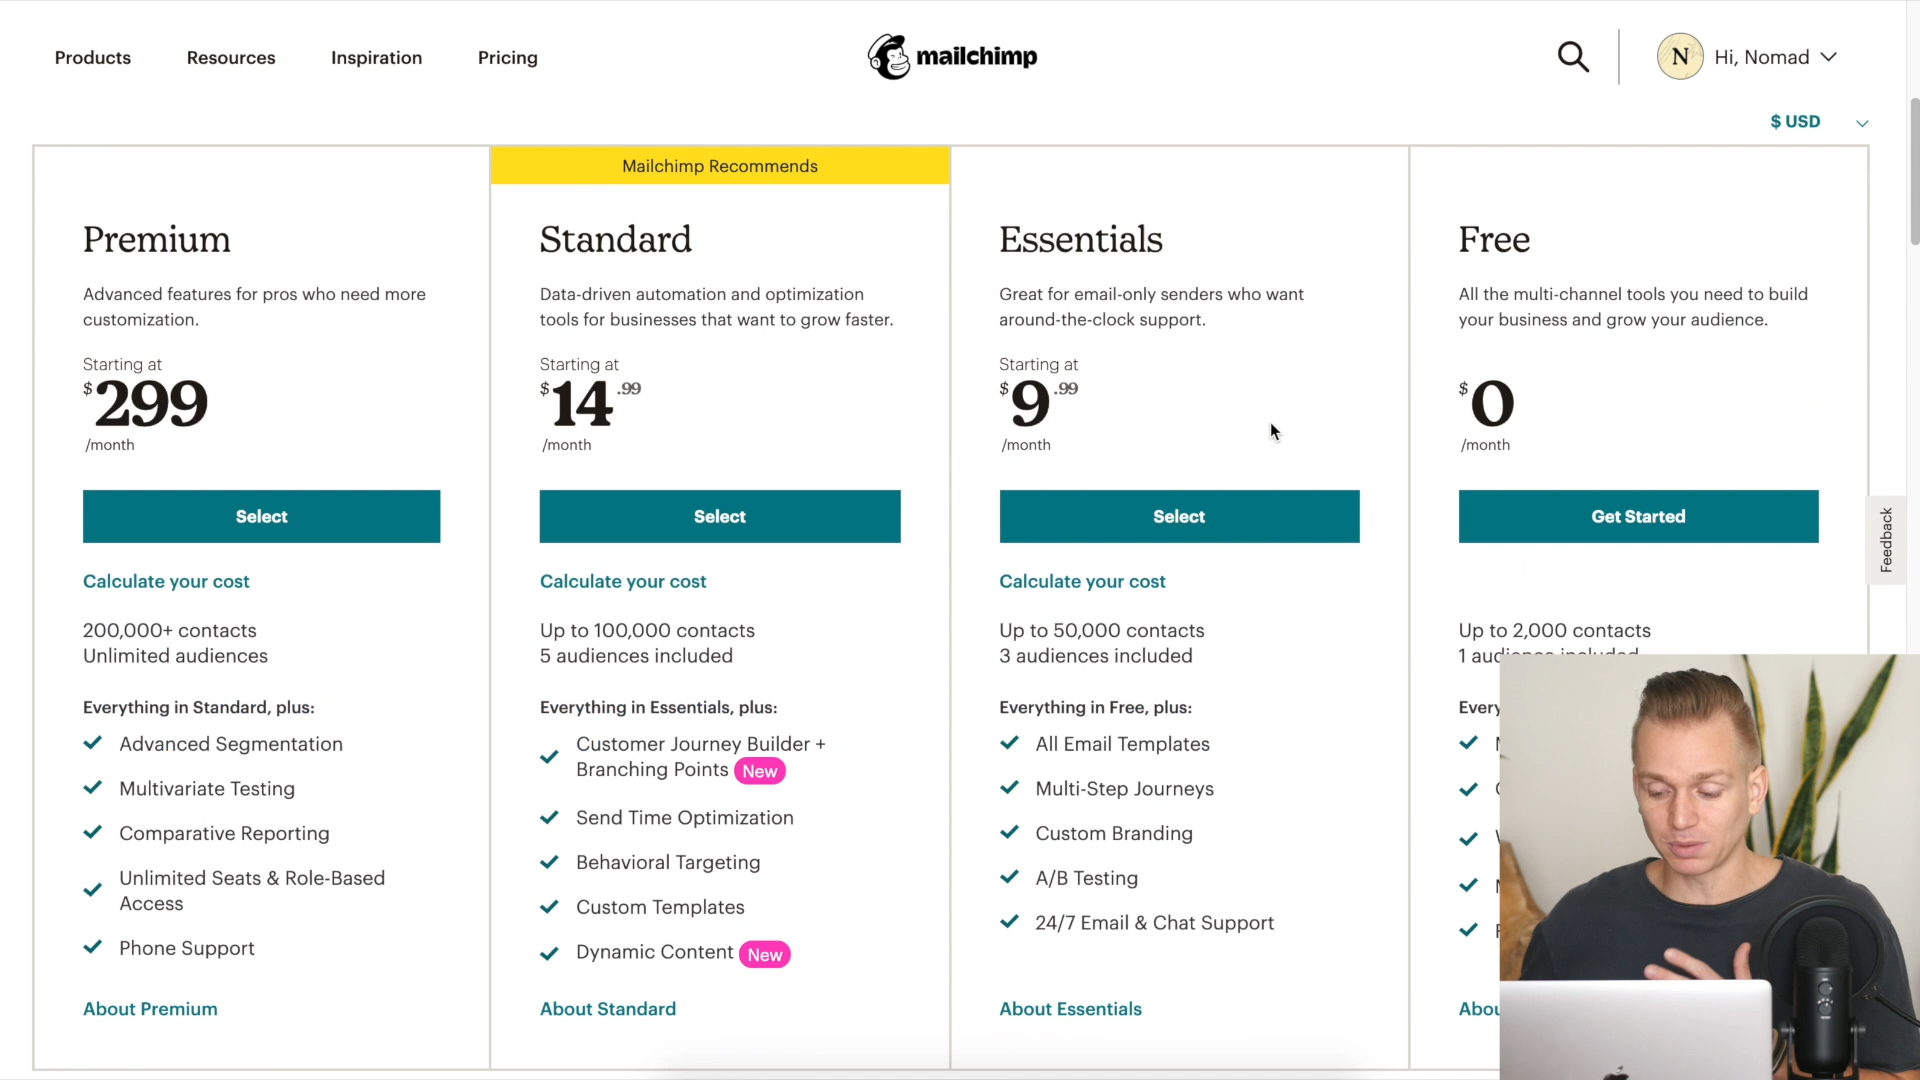 Products
Resources
Inspiration
Pricing
mailchimp
N
Hi, Nomad
$ USD
Mailchimp Recommends
Premium
Advanced features for pros who need more
customization.
Starting at
$299
/month
Select
Calculate your cost
200,000+ contacts
Unlimited audiences
Everything in Standard, plus:
Advanced Segmentation
Multivariate Testing
Comparative Reporting
Unlimited Seats & Role-Based
Access
Phone Support
About Premium
Standard
Data-driven automation and optimization
tools for businesses that want to grow faster.
Starting at
$14.99
/month
Select
Calculate your cost
Up to 100,000 contacts
5 audiences included
Everything in Essentials, plus:
Customer Journey Builder +
Branching Points New
Send Time Optimization
Behavioral Targeting
Custom Templates
Dynamic Content New
About Standard
Essentials
Great for email-only senders who want
around-the-clock support.
Starting at
$9.99
/month
Select
Calculate your cost
Up to 50,000 contacts
3 audiences included
Everything in Free, plus:
All Email Templates
Multi-Step Journeys
Custom Branding
A/B Testing
24/7 Email & Chat Support
About Essentials
Free
All the multi-channel tools you need to build
your business and grow your audience.
$0
/month
Get Started
Up to 2,000 contacts
1 audience included
Feedback